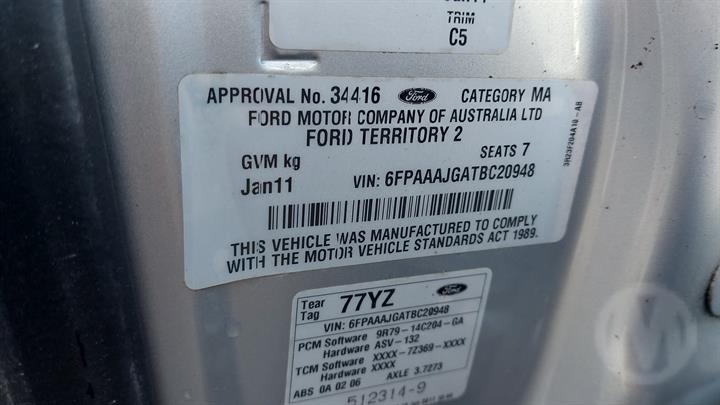 TRIM
C5
APPROVAL No. 34416 Ford CATEGORY MA
FORD MOTOR COMPANY OF AUSTRALIA LTD
FORD TERRITORY 2
GVM kg SEATS 7
Jan11 VIN: 6FPAAAJGATBC20948
THIS VEHICLE WAS MANUFACTURED TO COMPLY
WITH THE MOTOR VEHICLE STANDARDS ACT 1989.
3R23F204A10-AB
Tear Tag 77YZ Ford
VIN: 6FPAAAJGATBC20948
PCM Software 9R79-14C204-GA
Hardware ASV-132
TCM Software XXXX-7Z369-XXXX
Hardware XXXX
ABS 0A 02 06 AXLE 3.7273
512314-9
M